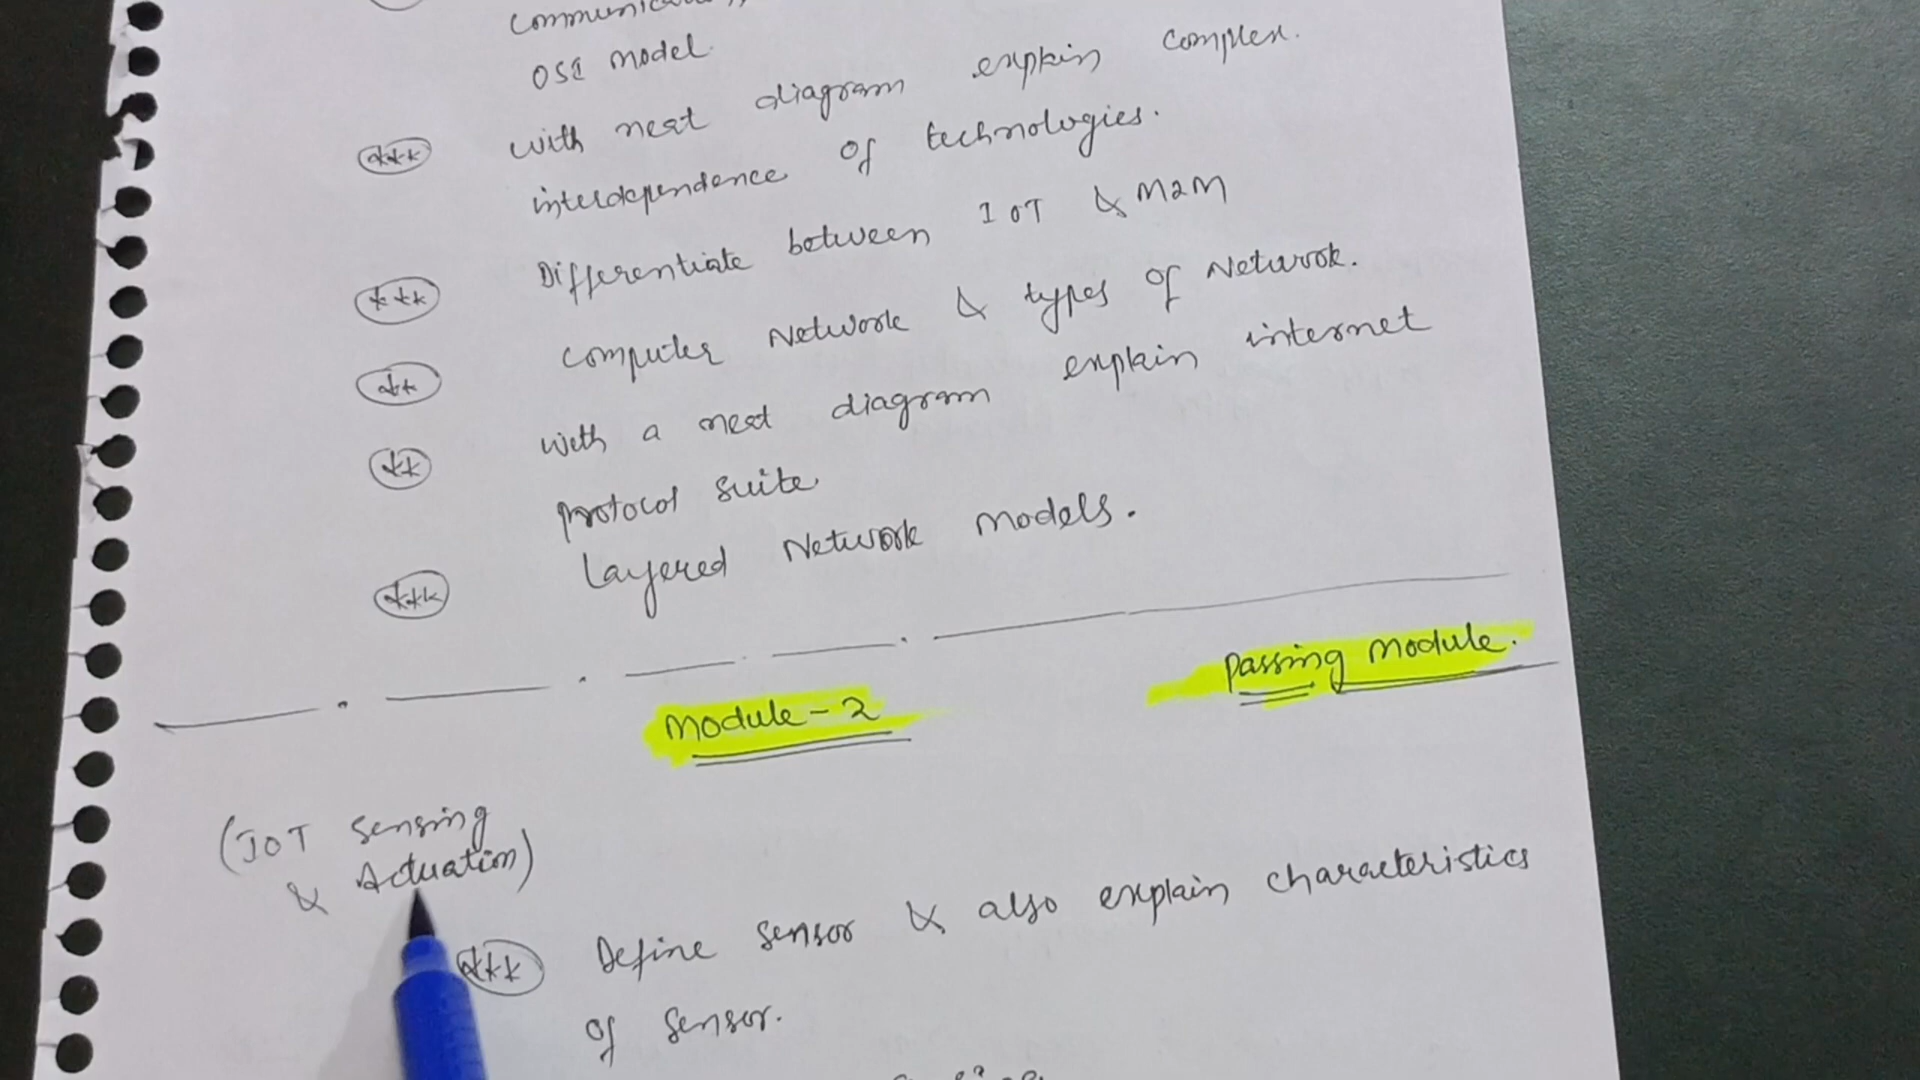 OSI model.
*** with neat diagram explain complex.
interdependence of technologies.
*** Differentiate between IOT & M2M
** Computer Network & types of Network.
** with a neat diagram explain internet
protocol suite
*** Layered Network models.
Passing Module.
Module - 2
(IOT Sensing
& Actuation)
*** Define sensor & also explain characteristics
of sensor.